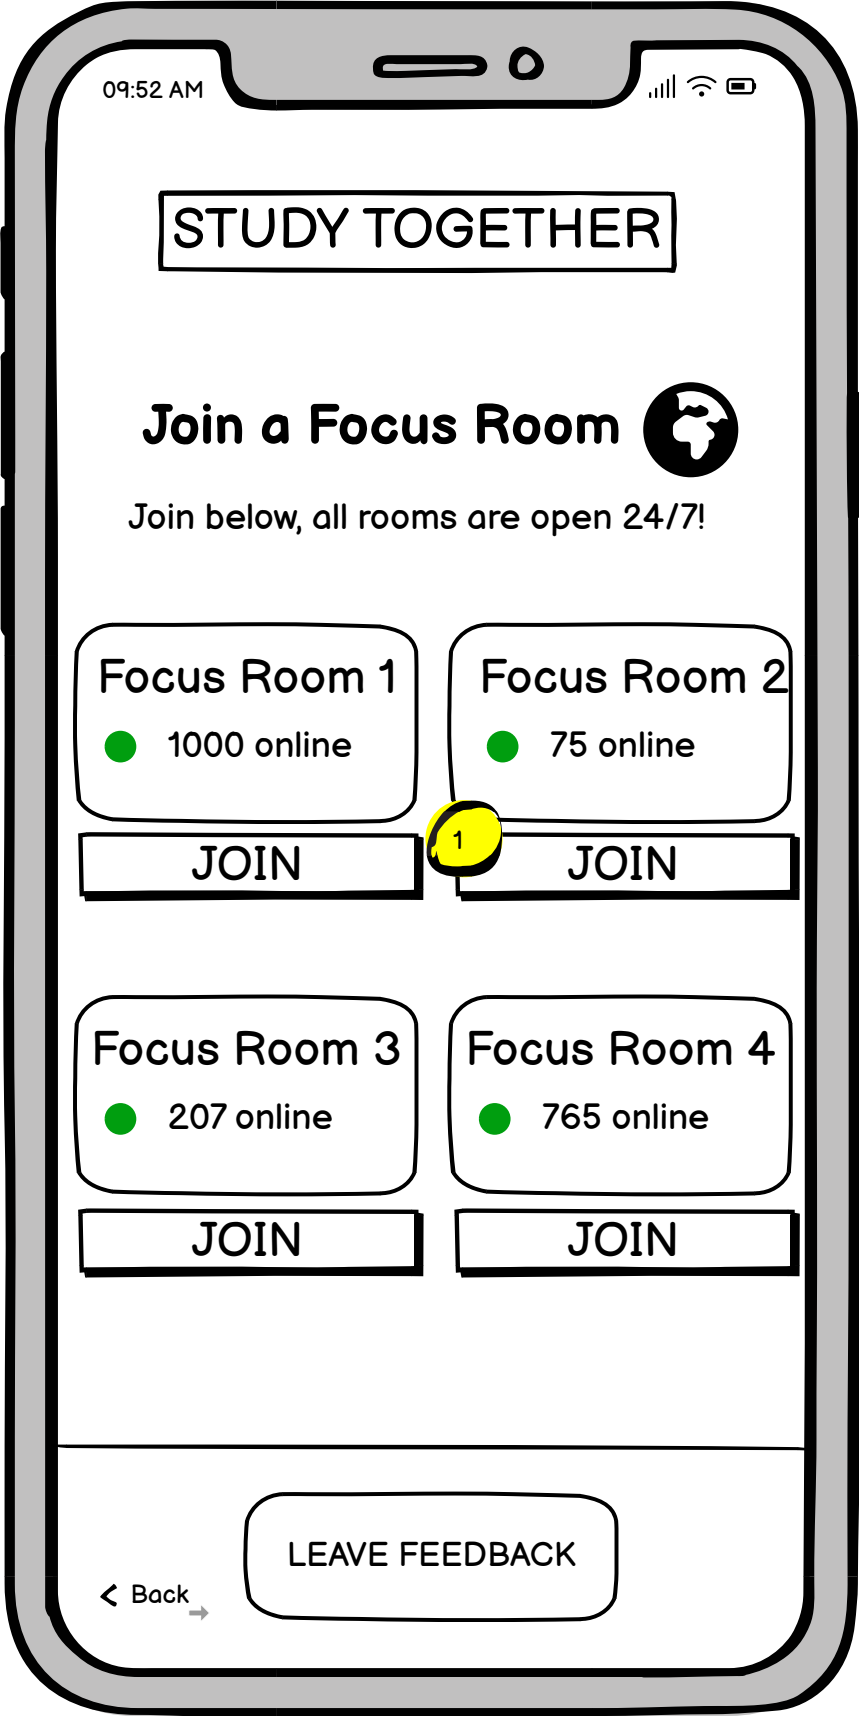 09:52 AM
STUDY TOGETHER
Join a Focus Room
Join below, all rooms are open 24/7!
Focus Room 1
1000 online
JOIN
Focus Room 2
75 online
1
JOIN
Focus Room 3
207 online
JOIN
Focus Room 4
765 online
JOIN
LEAVE FEEDBACK
Back